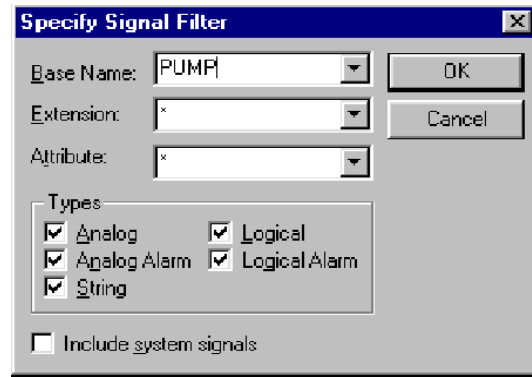 Specify Signal Filter
Base Name: PUMP
OK
Extension: *
Cancel
Attribute: *
Types
Analog Logical
Analog Alarm Logical Alarm
String
Include system signals